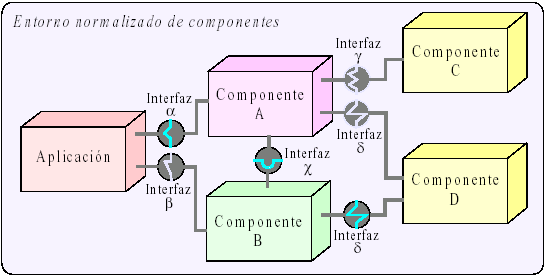 Entorno normalizado de componentes
Interfaz
γ
Componente
C
Interfaz
α
Componente
A
Interfaz
δ
Aplicación
Interfaz
χ
Interfaz
β
Componente
D
Componente
B
Interfaz
δ